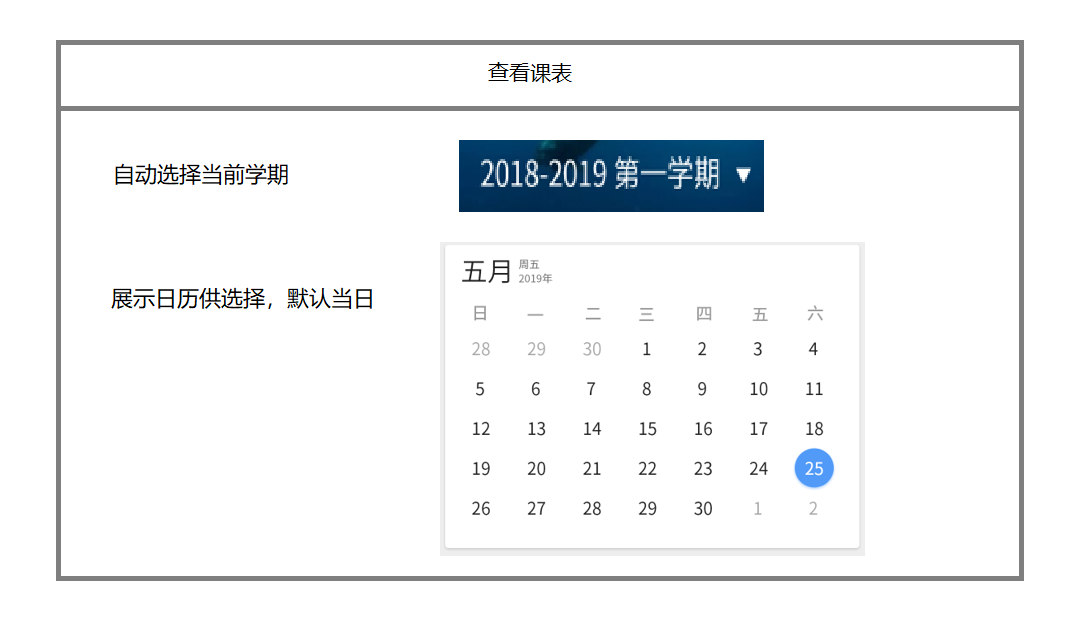 查看课表
自动选择当前学期
2018-2019 第一学期 ▼
展示日历供选择，默认当日
五月 周五
2019年
日 一 二 三 四 五 六
28 29 30 1 2 3 4
5 6 7 8 9 10 11
12 13 14 15 16 17 18
19 20 21 22 23 24 25
26 27 28 29 30 1 2